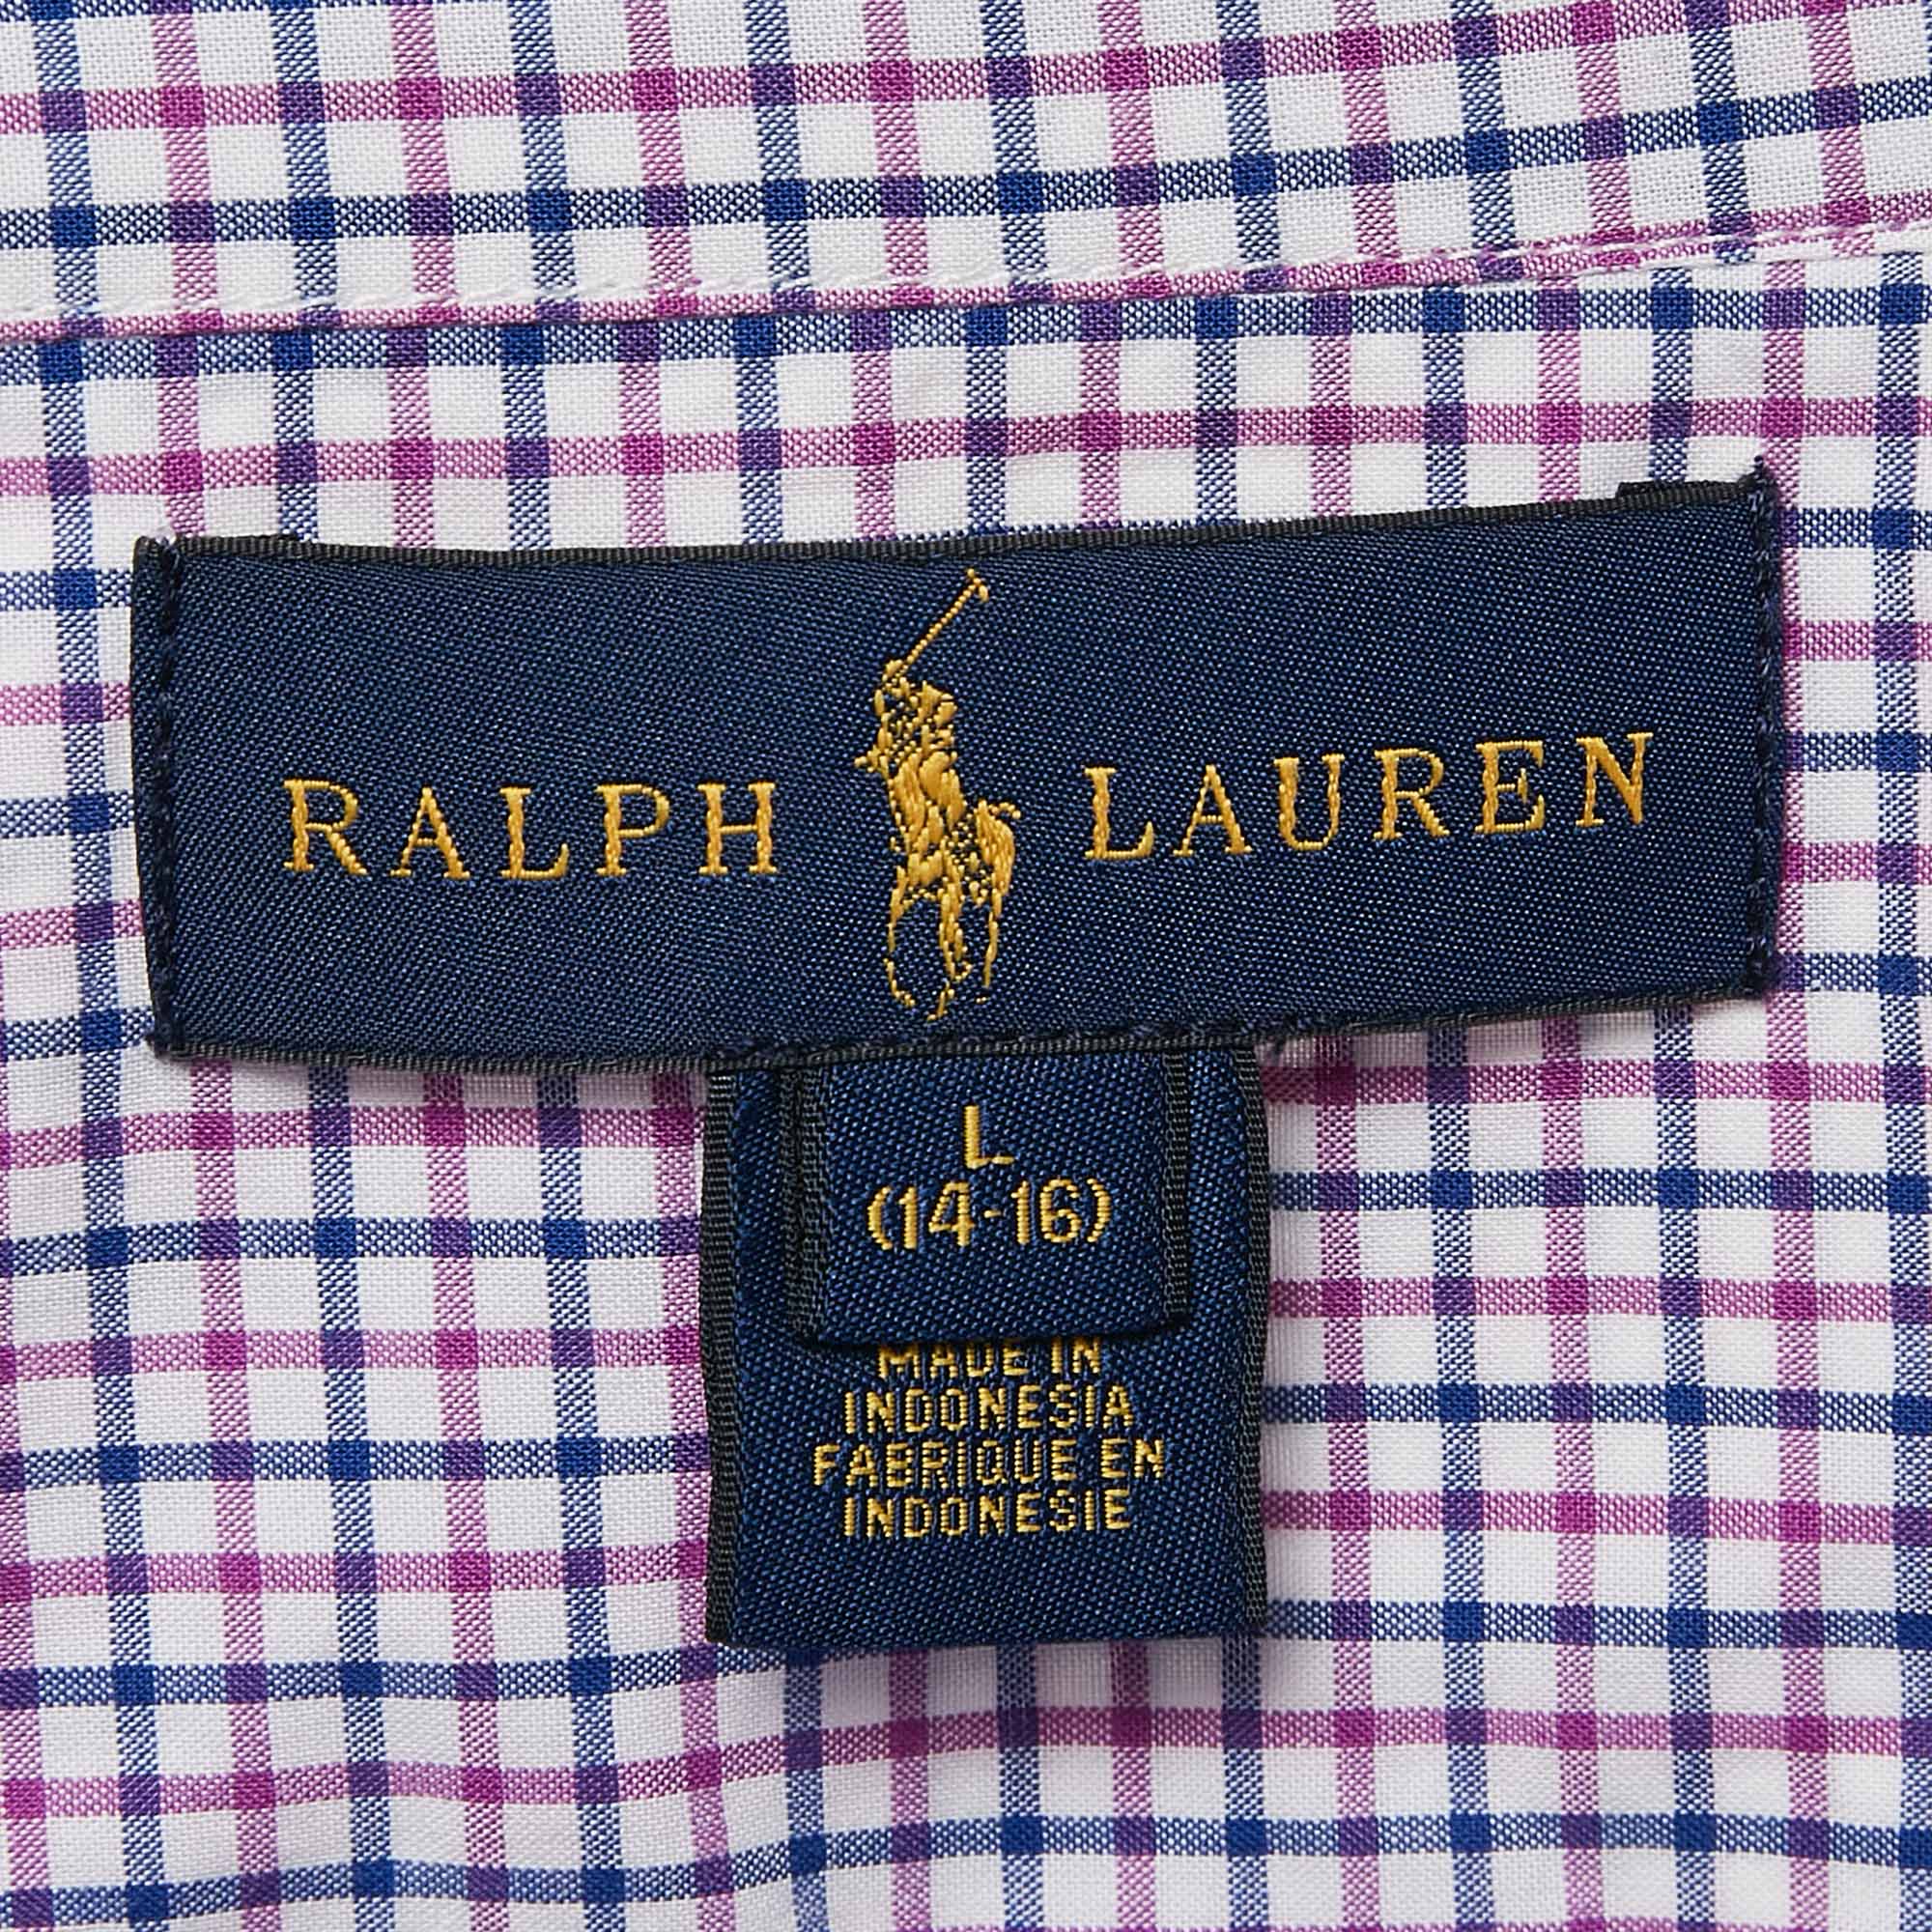 RALPH LAUREN
L
(14-16)
MADE IN
INDONESIA
FABRIQUE EN
INDONESIE